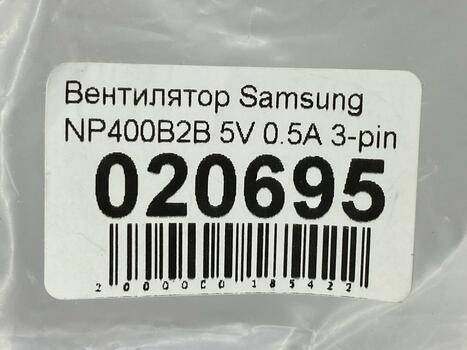 Вентилятор Samsung
NP400B2B 5V 0.5A 3-pin
020695
2000000185422